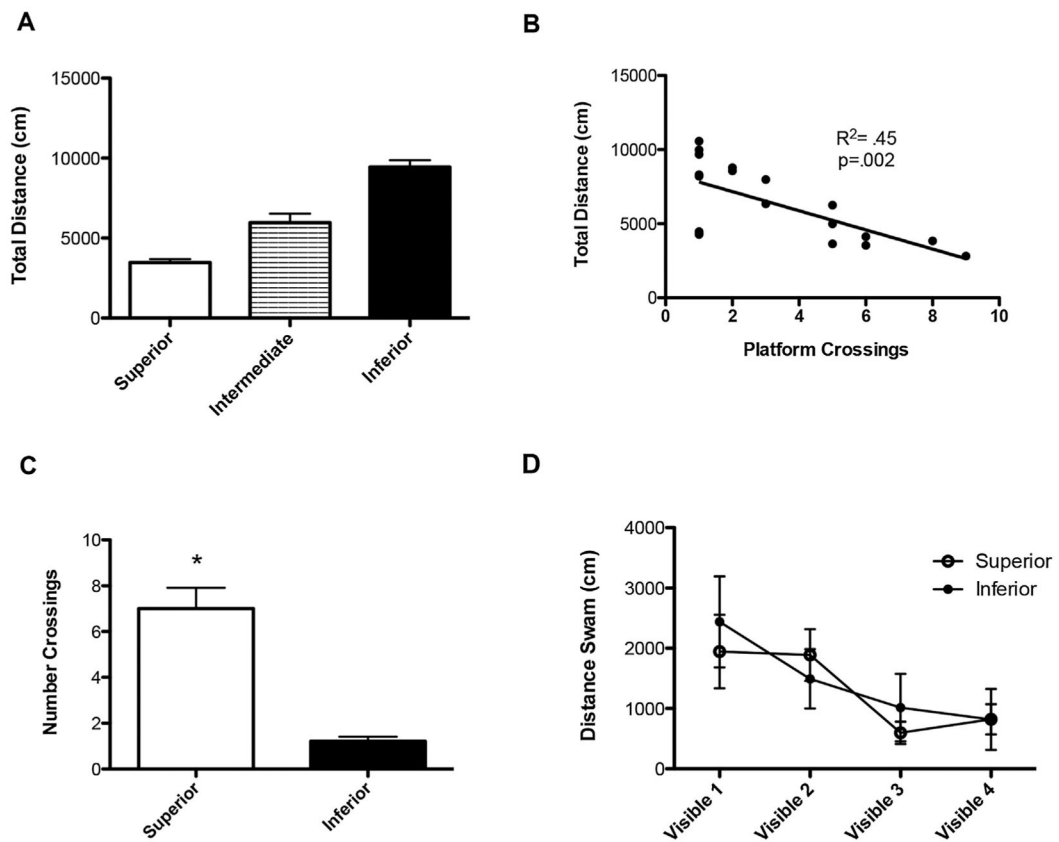 A
Total Distance (cm)
15000
10000
5000
0
Superior
Intermediate
Inferior
B
Total Distance (cm)
15000
10000
5000
0
R²= .45
p=.002
0 2 4 6 8 10
Platform Crossings
C
Number Crossings
10
8
6
4
2
0
*
Superior
Inferior
D
Distance Swam (cm)
4000
3000
2000
1000
0
Superior
Inferior
Visible 1
Visible 2
Visible 3
Visible 4